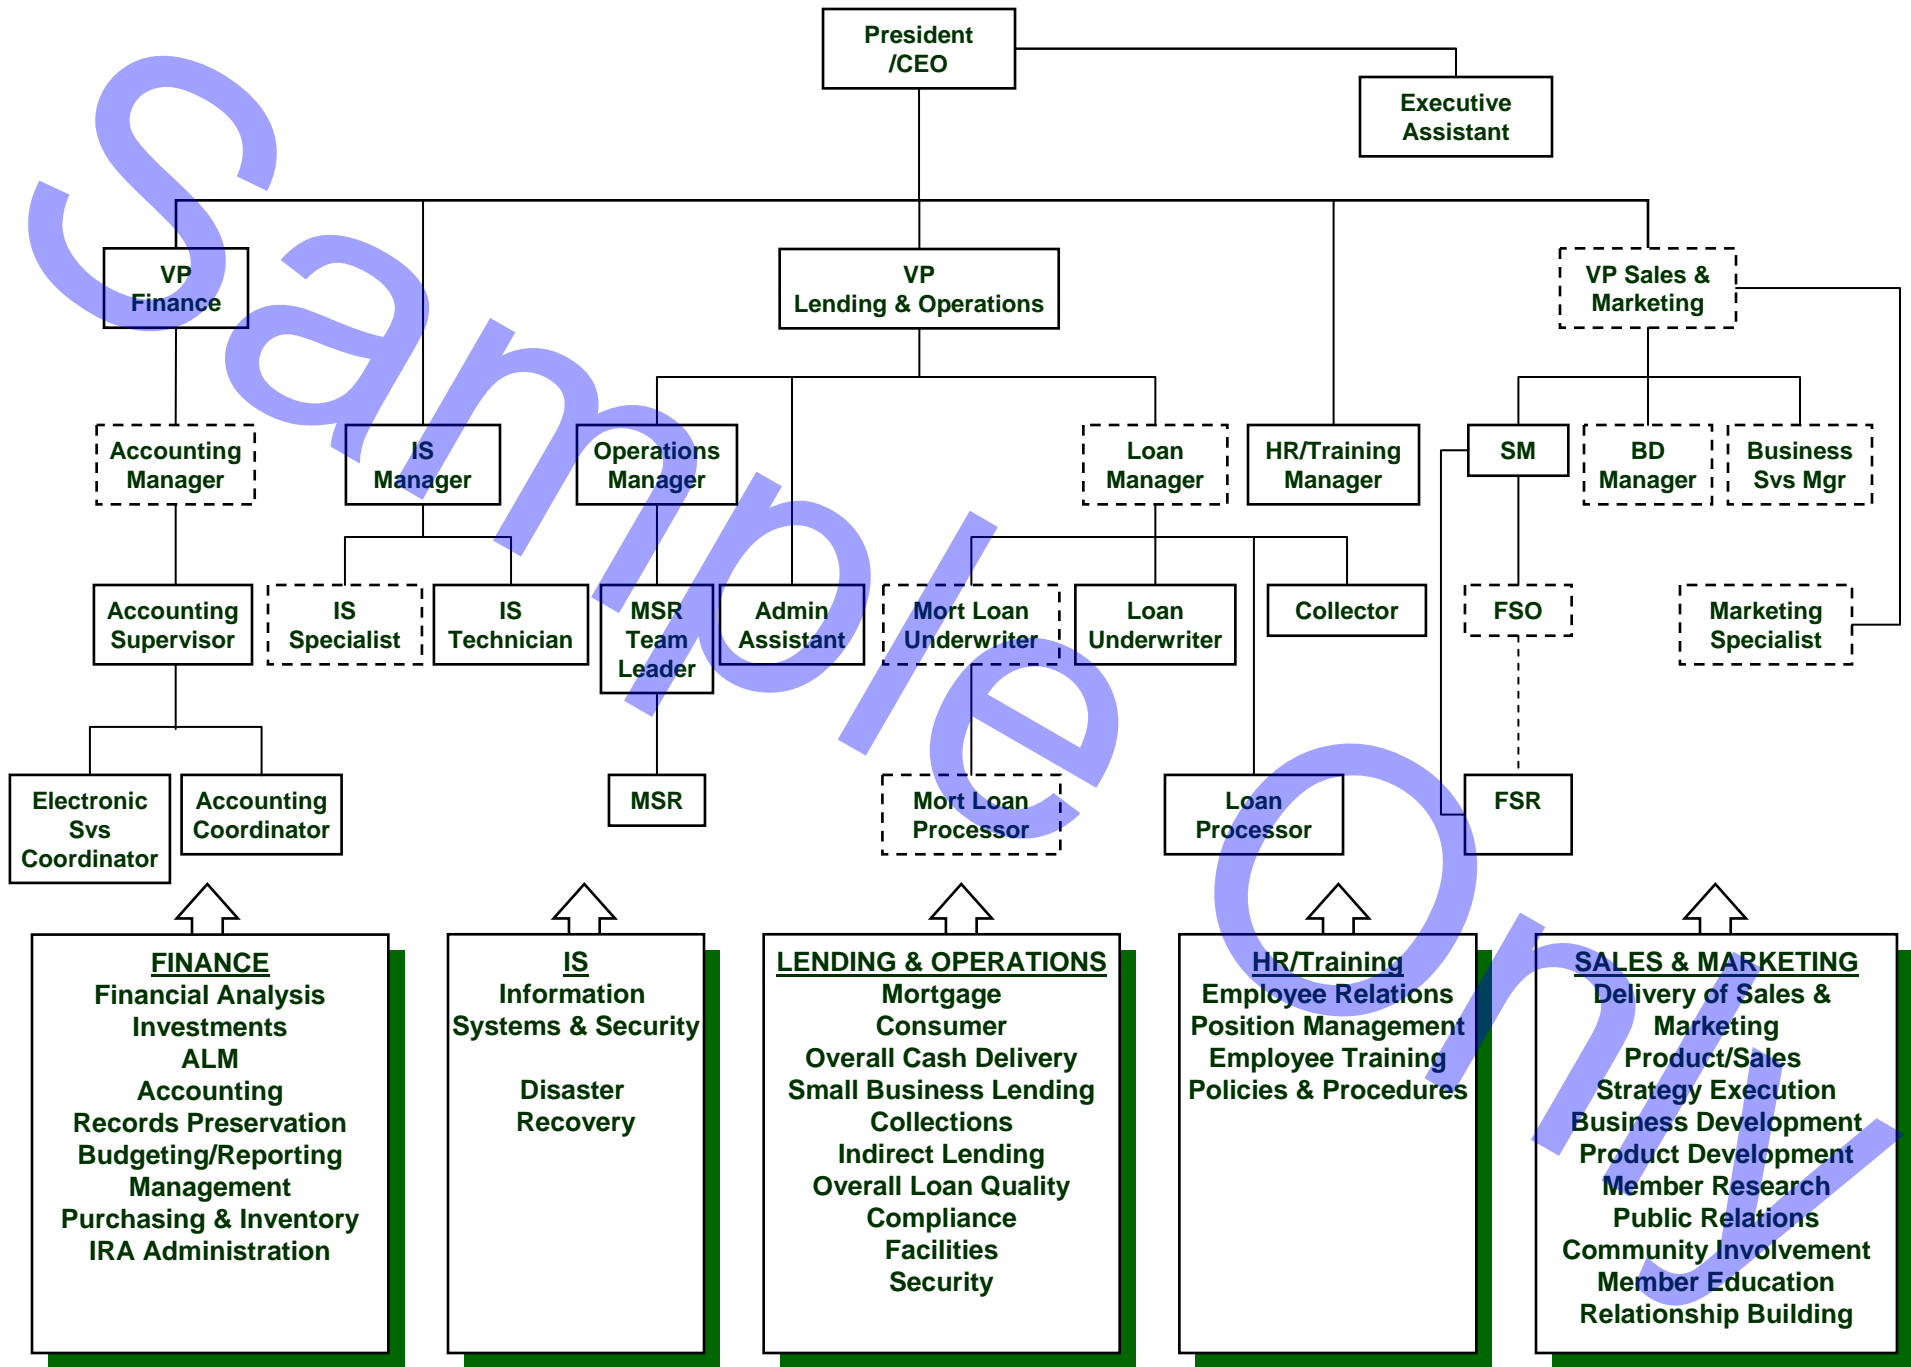 President
/CEO
Executive
Assistant
VP
Finance
VP
Lending & Operations
VP Sales &
Marketing
Accounting
Manager
IS
Manager
Operations
Manager
Loan
Manager
HR/Training
Manager
SM
BD
Manager
Business
Svs Mgr
Accounting
Supervisor
IS
Specialist
IS
Technician
MSR
Team
Leader
Admin
Assistant
Mort Loan
Underwriter
Loan
Underwriter
Collector
FSO
Marketing
Specialist
Electronic
Svs
Coordinator
Accounting
Coordinator
MSR
Mort Loan
Processor
Loan
Processor
FSR
FINANCE
Financial Analysis
Investments
ALM
Accounting
Records Preservation
Budgeting/Reporting
Management
Purchasing & Inventory
IRA Administration
IS
Information
Systems & Security
Disaster
Recovery
LENDING & OPERATIONS
Mortgage
Consumer
Overall Cash Delivery
Small Business Lending
Collections
Indirect Lending
Overall Loan Quality
Compliance
Facilities
Security
HR/Training
Employee Relations
Position Management
Employee Training
Policies & Procedures
SALES & MARKETING
Delivery of Sales &
Marketing
Product/Sales
Strategy Execution
Business Development
Product Development
Member Research
Public Relations
Community Involvement
Member Education
Relationship Building
Sample Only